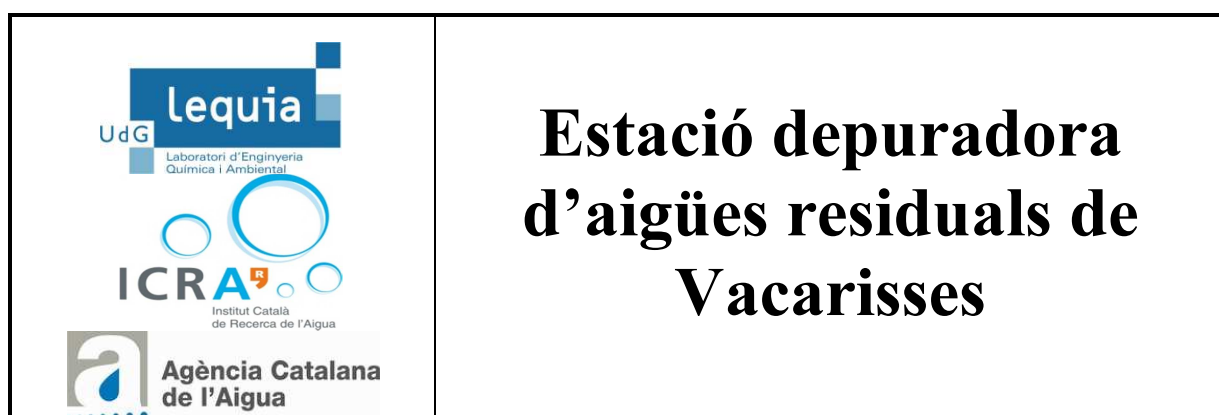 lequia
UdG
Laboratori d'Enginyeria
Química i Ambiental
ICRA R
Institut Català
de Recerca de l'Aigua
a
Agència Catalana
de l'Aigua
Estació depuradora
d’aigües residuals de
Vacarisses